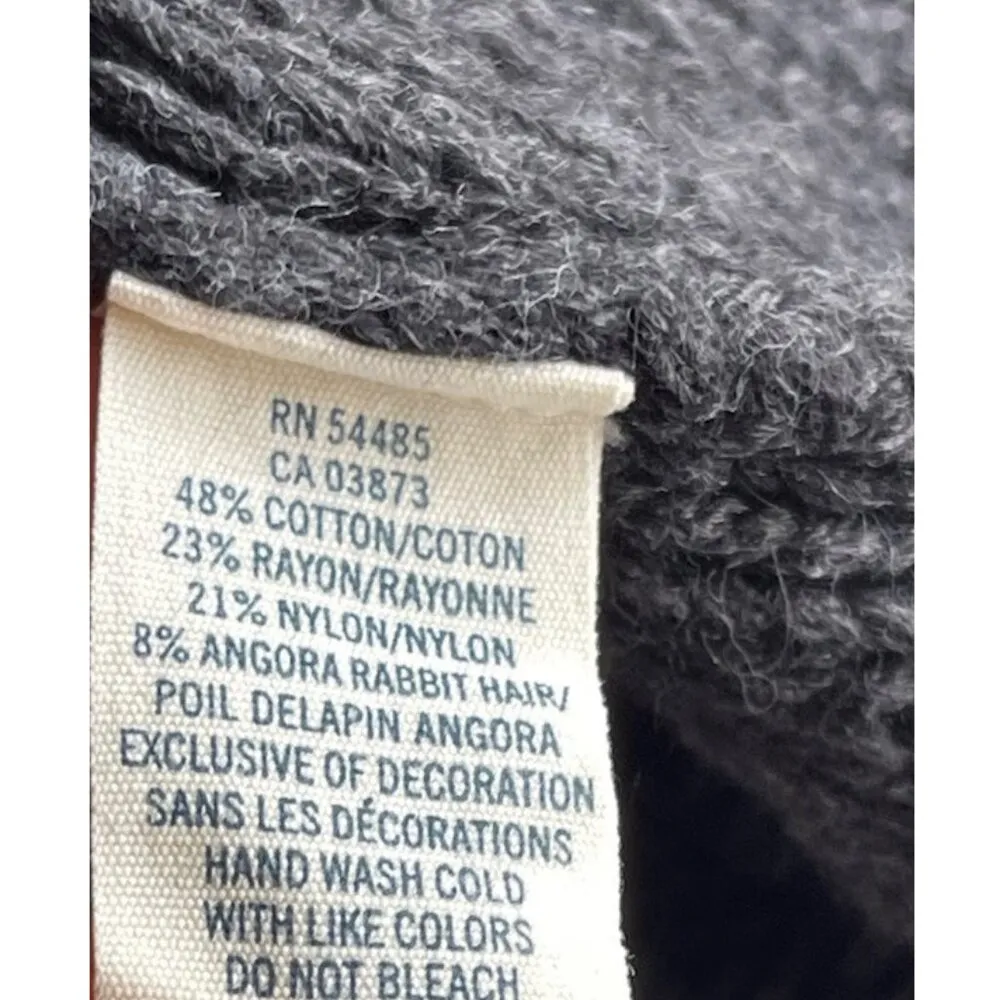 RN 54485
CA 03873
48% COTTON/COTON
23% RAYON/RAYONNE
21% NYLON/NYLON
8% ANGORA RABBIT HAIR/
POIL DELAPIN ANGORA
EXCLUSIVE OF DECORATION
SANS LES DÉCORATIONS
HAND WASH COLD
WITH LIKE COLORS
DO NOT BLEACH